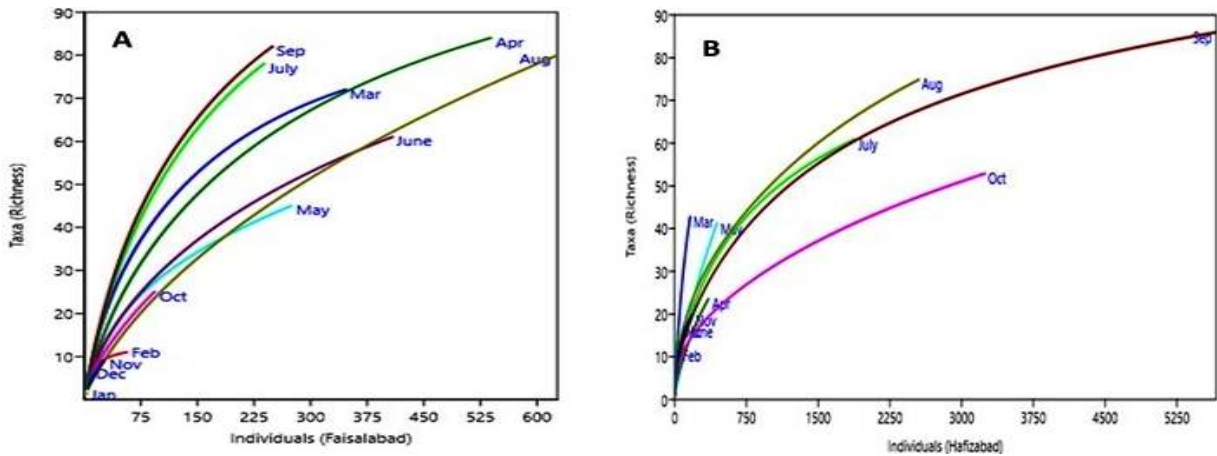 A
90
80
70
60
50
40
30
20
10
Taxa (Richness)
Sep
July
Apr
Aug
Mar
June
May
Oct
Feb
Nov
Dec
Jan
75 150 225 300 375 450 525 600
Individuals (Faisalabad)
B
90
80
70
60
50
40
30
20
10
0
Taxa (Richness)
Sep
Aug
July
Oct
Mar
May
Apr
Nov
Feb
0 750 1500 2250 3000 3750 4500 5250
Individuals (Hafizabad)